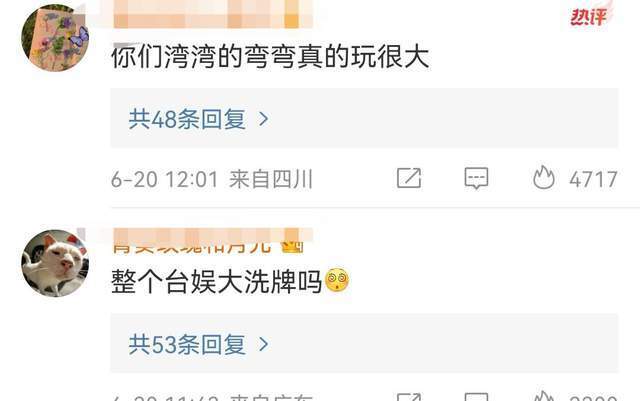 热评
你们湾湾的弯弯真的玩很大
共48条回复 >
6-20 12:01 来自四川 4717
整个台娱大洗牌吗
共53条回复 >